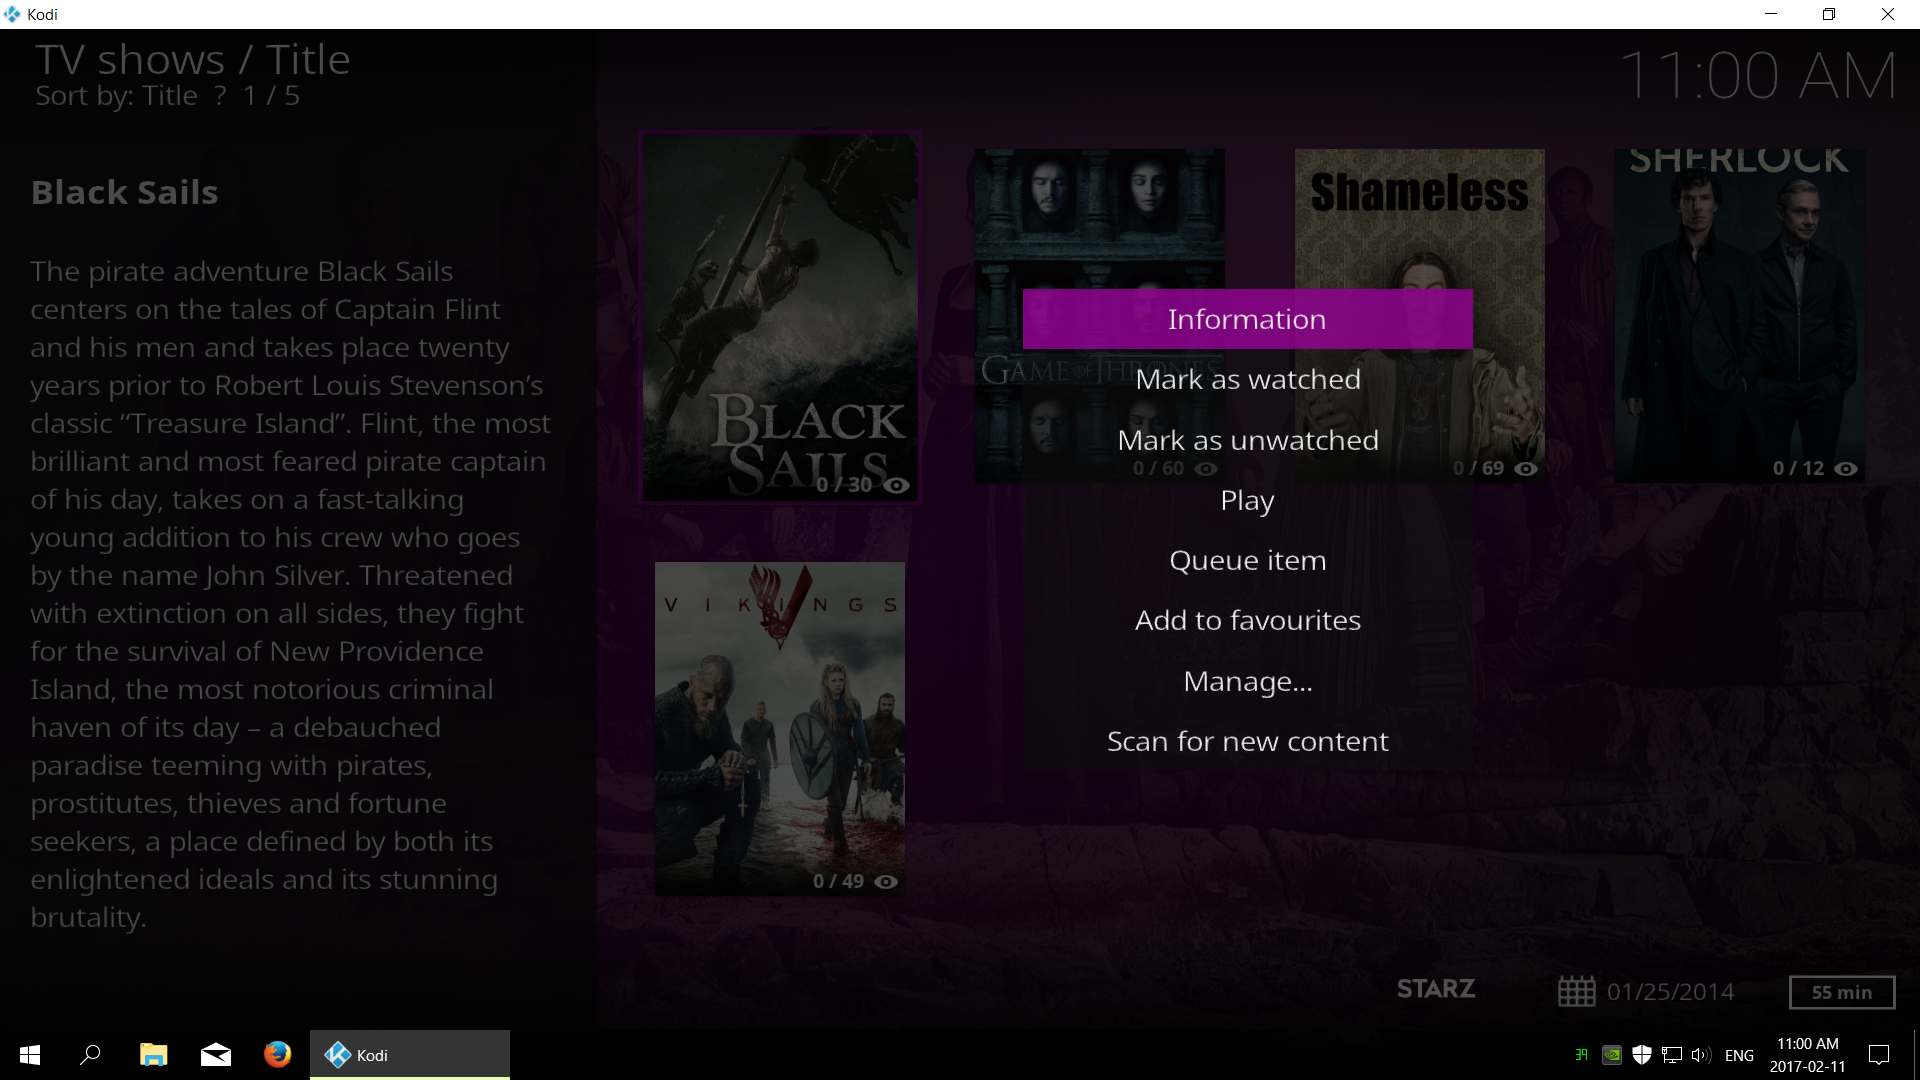 Kodi
TV shows / Title
Sort by: Title ? 1 / 5
11:00 AM
Black Sails
The pirate adventure Black Sails
centers on the tales of Captain Flint
and his men and takes place twenty
years prior to Robert Louis Stevenson’s
classic “Treasure Island”. Flint, the most
brilliant and most feared pirate captain
of his day, takes on a fast-talking
young addition to his crew who goes
by the name John Silver. Threatened
with extinction on all sides, they fight
for the survival of New Providence
Island, the most notorious criminal
haven of its day – a debauched
paradise teeming with pirates,
prostitutes, thieves and fortune
seekers, a place defined by both its
enlightened ideals and its stunning
brutality.
BLACK
SAILS
0 / 30
GAME OF THRONES
0 / 60
Shameless
0 / 69
SHERLOCK
0 / 12
VIKINGS
0 / 49
Information
Mark as watched
Mark as unwatched
Play
Queue item
Add to favourites
Manage...
Scan for new content
STARZ
01/25/2014
55 min
Kodi
39
ENG
11:00 AM
2017-02-11